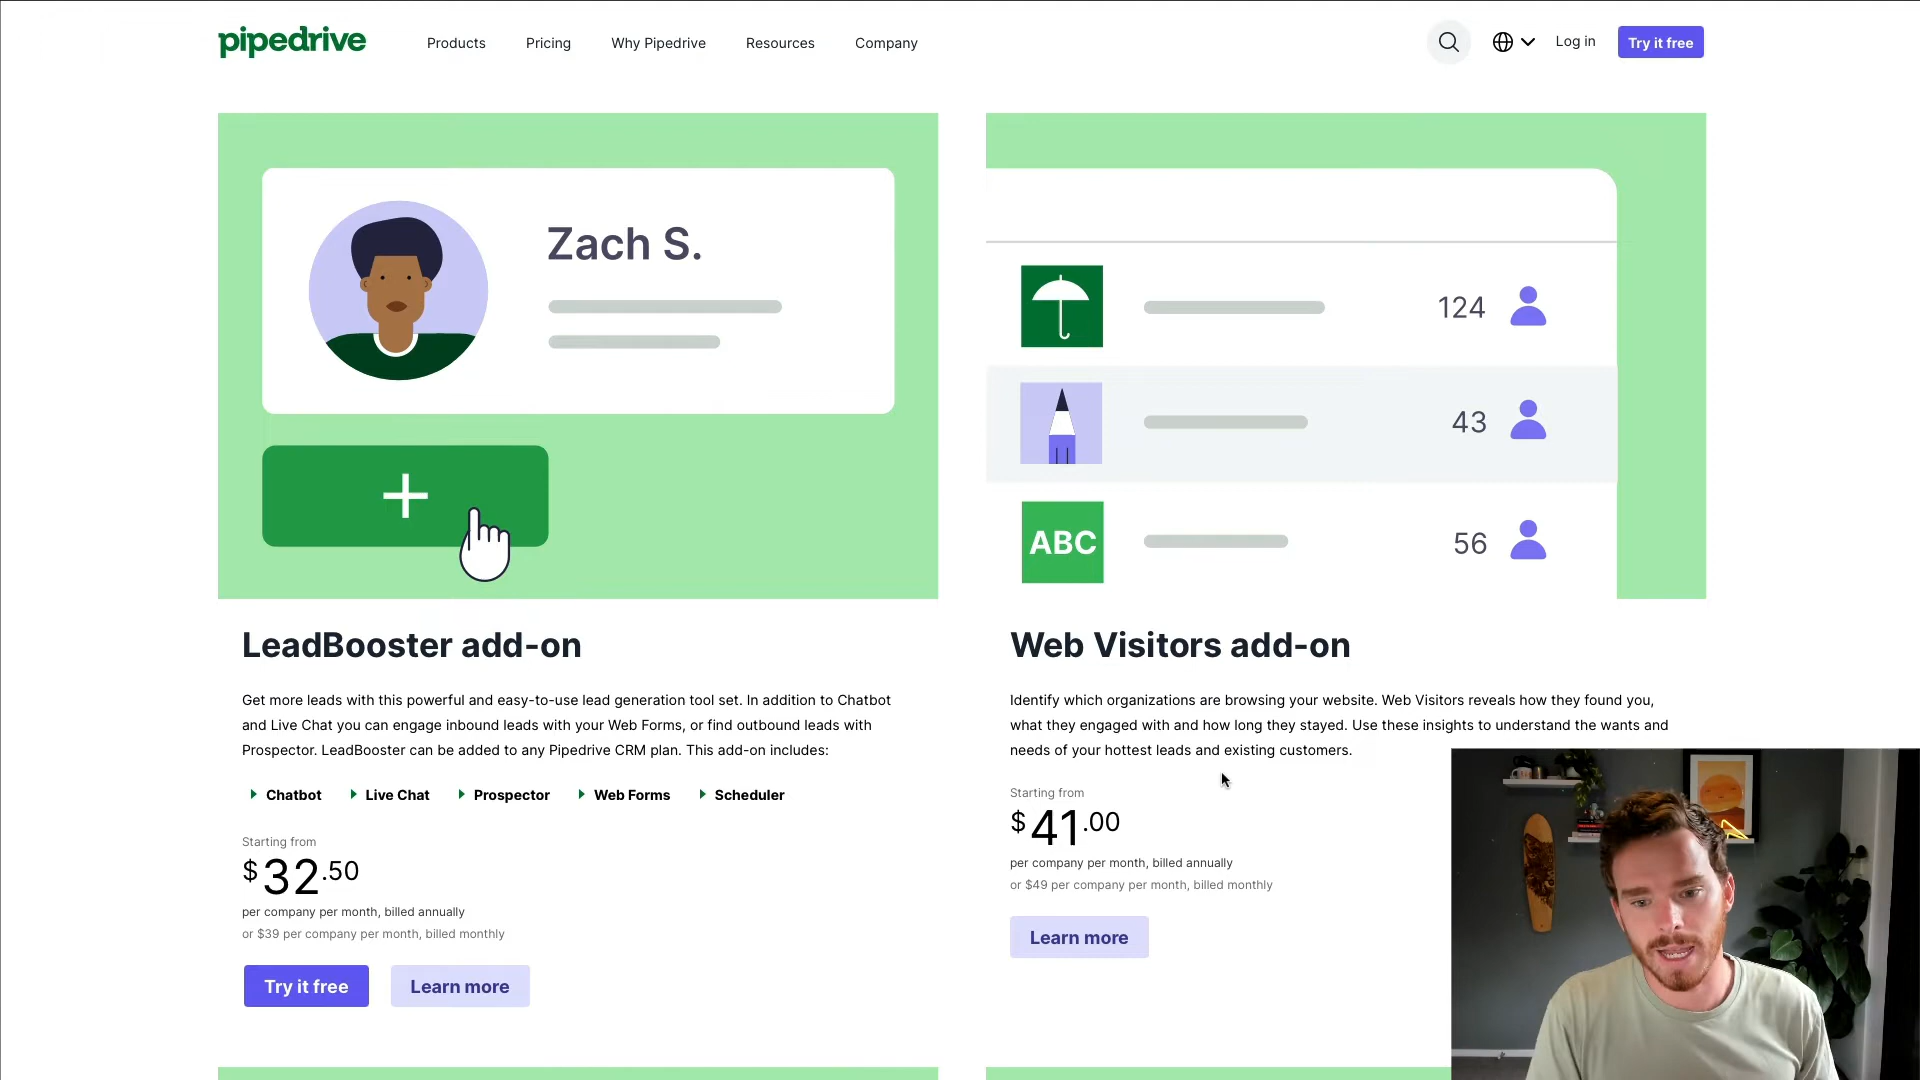 pipedrive
Products
Pricing
Why Pipedrive
Resources
Company
Log in
Try it free
Zach S.
124
43
ABC
56
LeadBooster add-on
Get more leads with this powerful and easy-to-use lead generation tool set. In addition to Chatbot
and Live Chat you can engage inbound leads with your Web Forms, or find outbound leads with
Prospector. LeadBooster can be added to any Pipedrive CRM plan. This add-on includes:
Chatbot
Live Chat
Prospector
Web Forms
Scheduler
Starting from
$32.50
per company per month, billed annually
or $39 per company per month, billed monthly
Try it free
Learn more
Web Visitors add-on
Identify which organizations are browsing your website. Web Visitors reveals how they found you,
what they engaged with and how long they stayed. Use these insights to understand the wants and
needs of your hottest leads and existing customers.
Starting from
$41.00
per company per month, billed annually
or $49 per company per month, billed monthly
Learn more